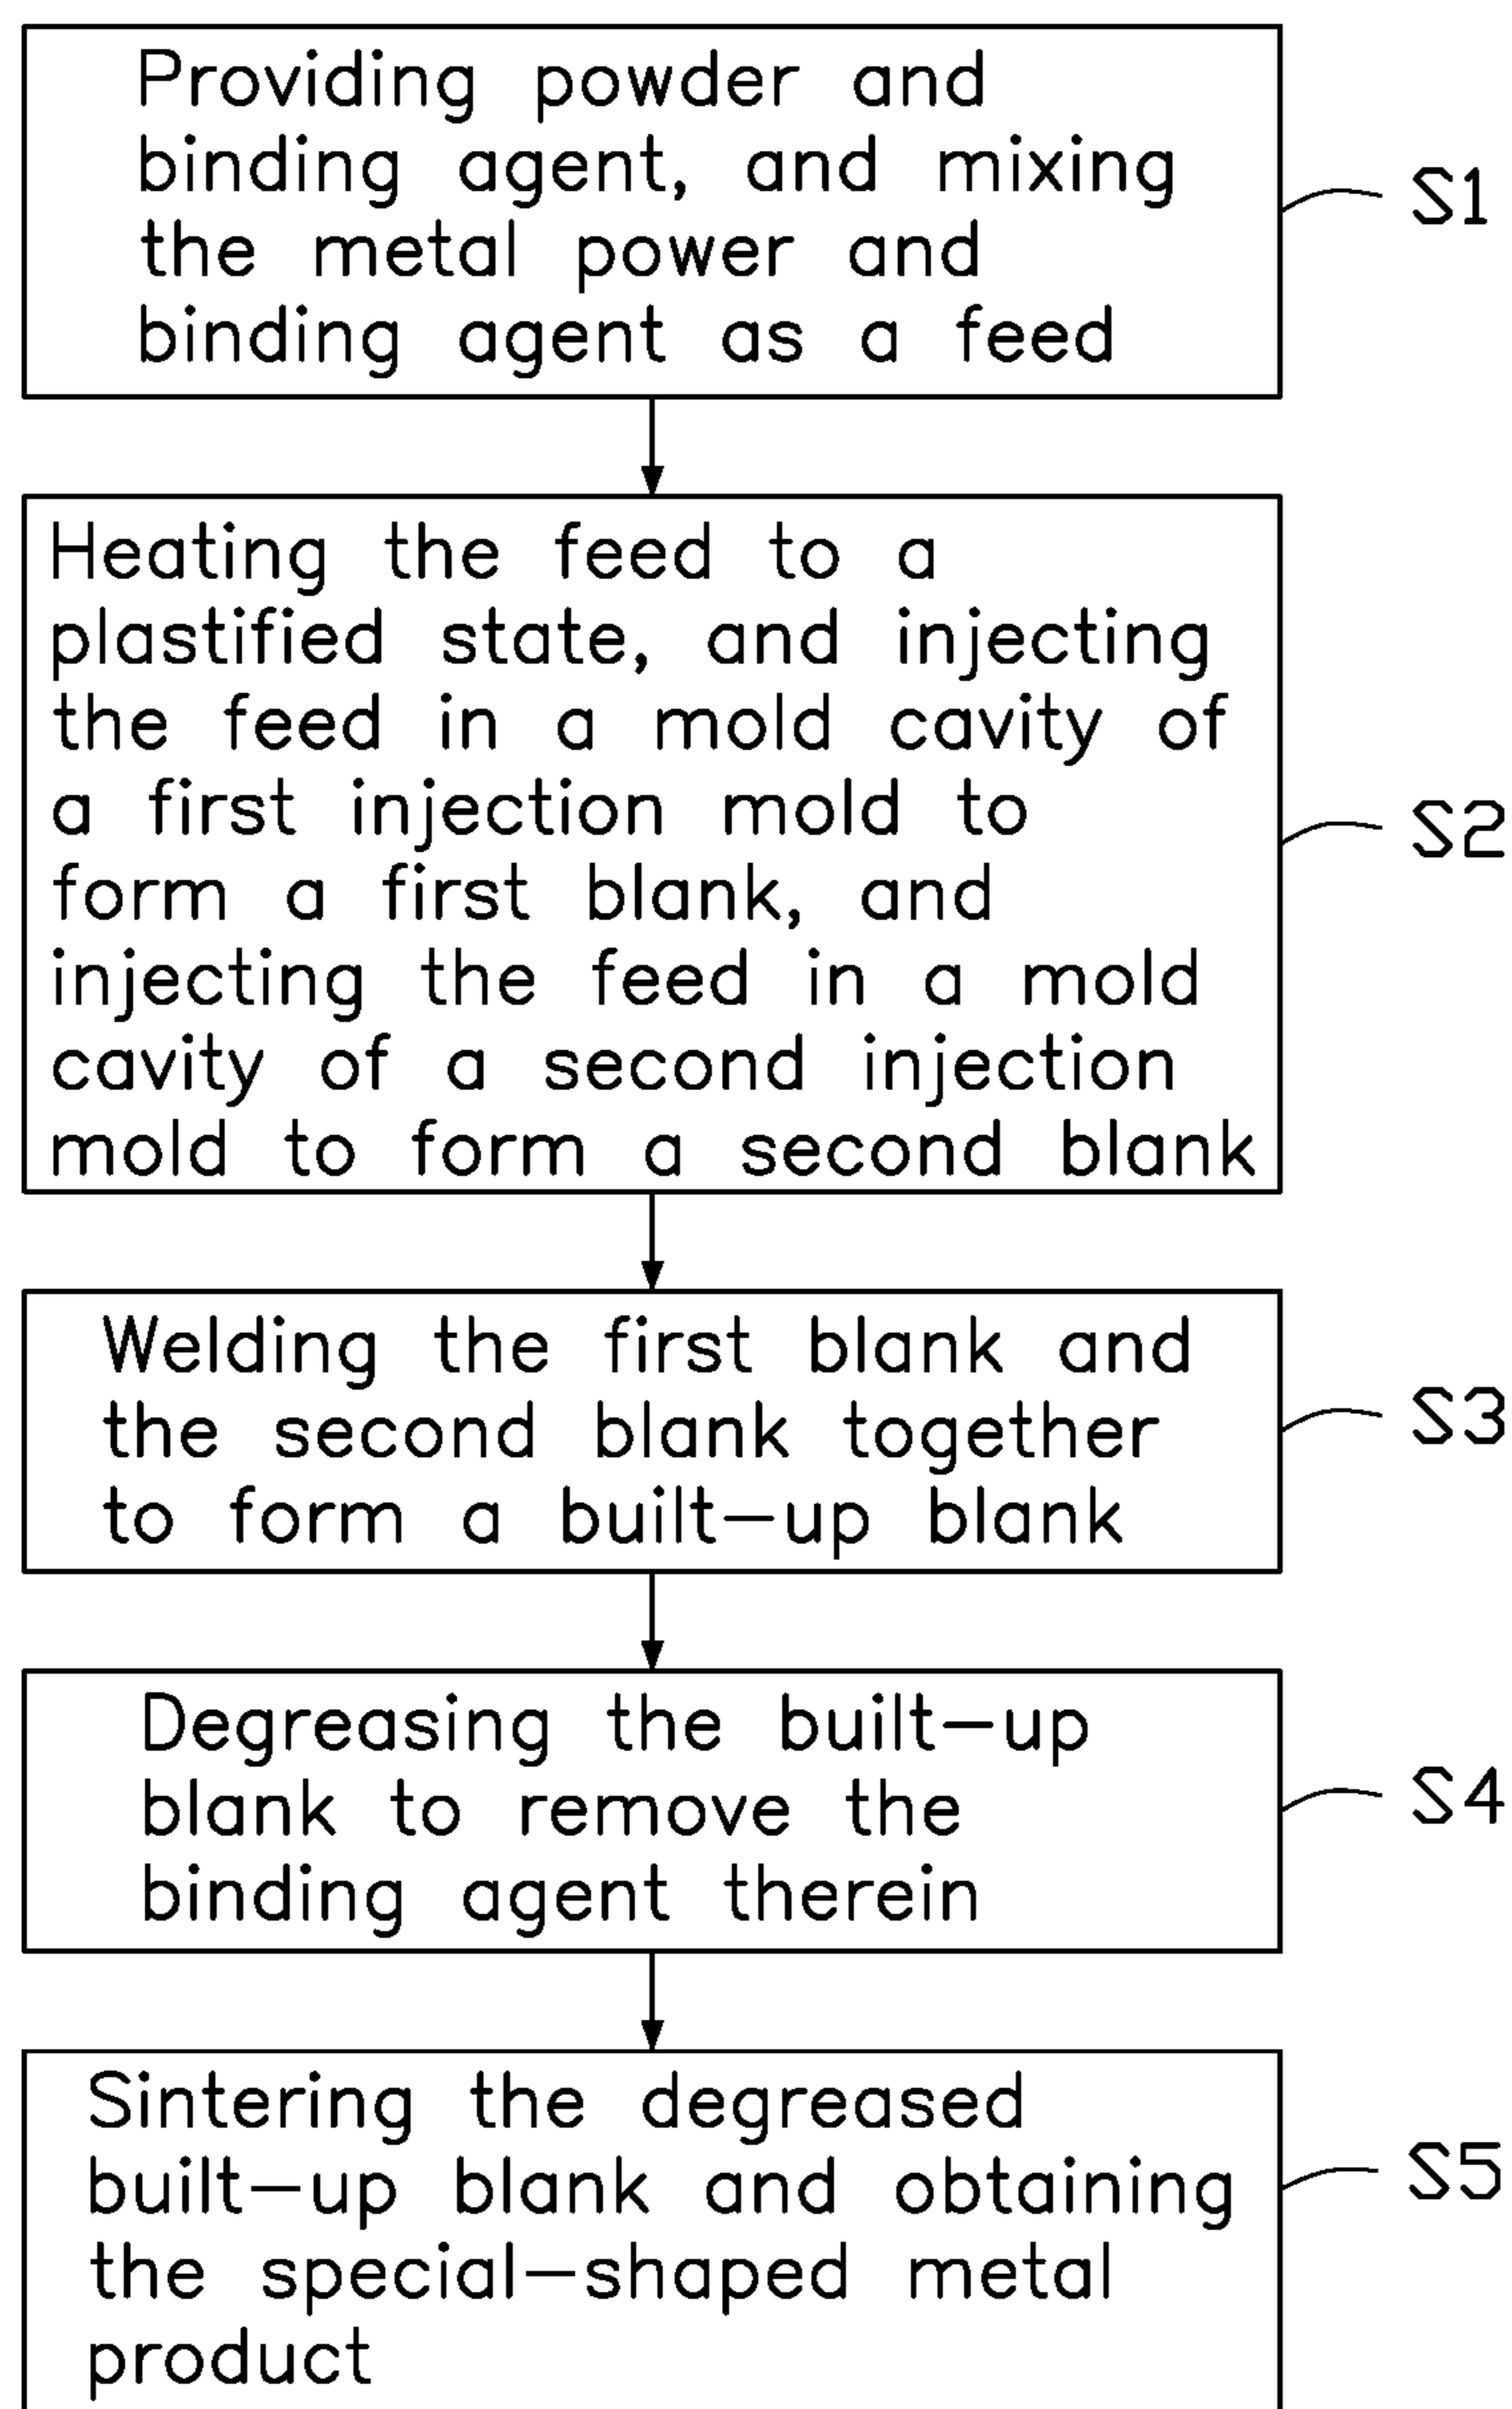 Providing powder and
binding agent, and mixing
the metal power and
binding agent as a feed
S1
Heating the feed to a
plastified state, and injecting
the feed in a mold cavity of
a first injection mold to
form a first blank, and
injecting the feed in a mold
cavity of a second injection
mold to form a second blank
S2
Welding the first blank and
the second blank together
to form a built-up blank
S3
Degreasing the built-up
blank to remove the
binding agent therein
S4
Sintering the degreased
built-up blank and obtaining
the special-shaped metal
product
S5